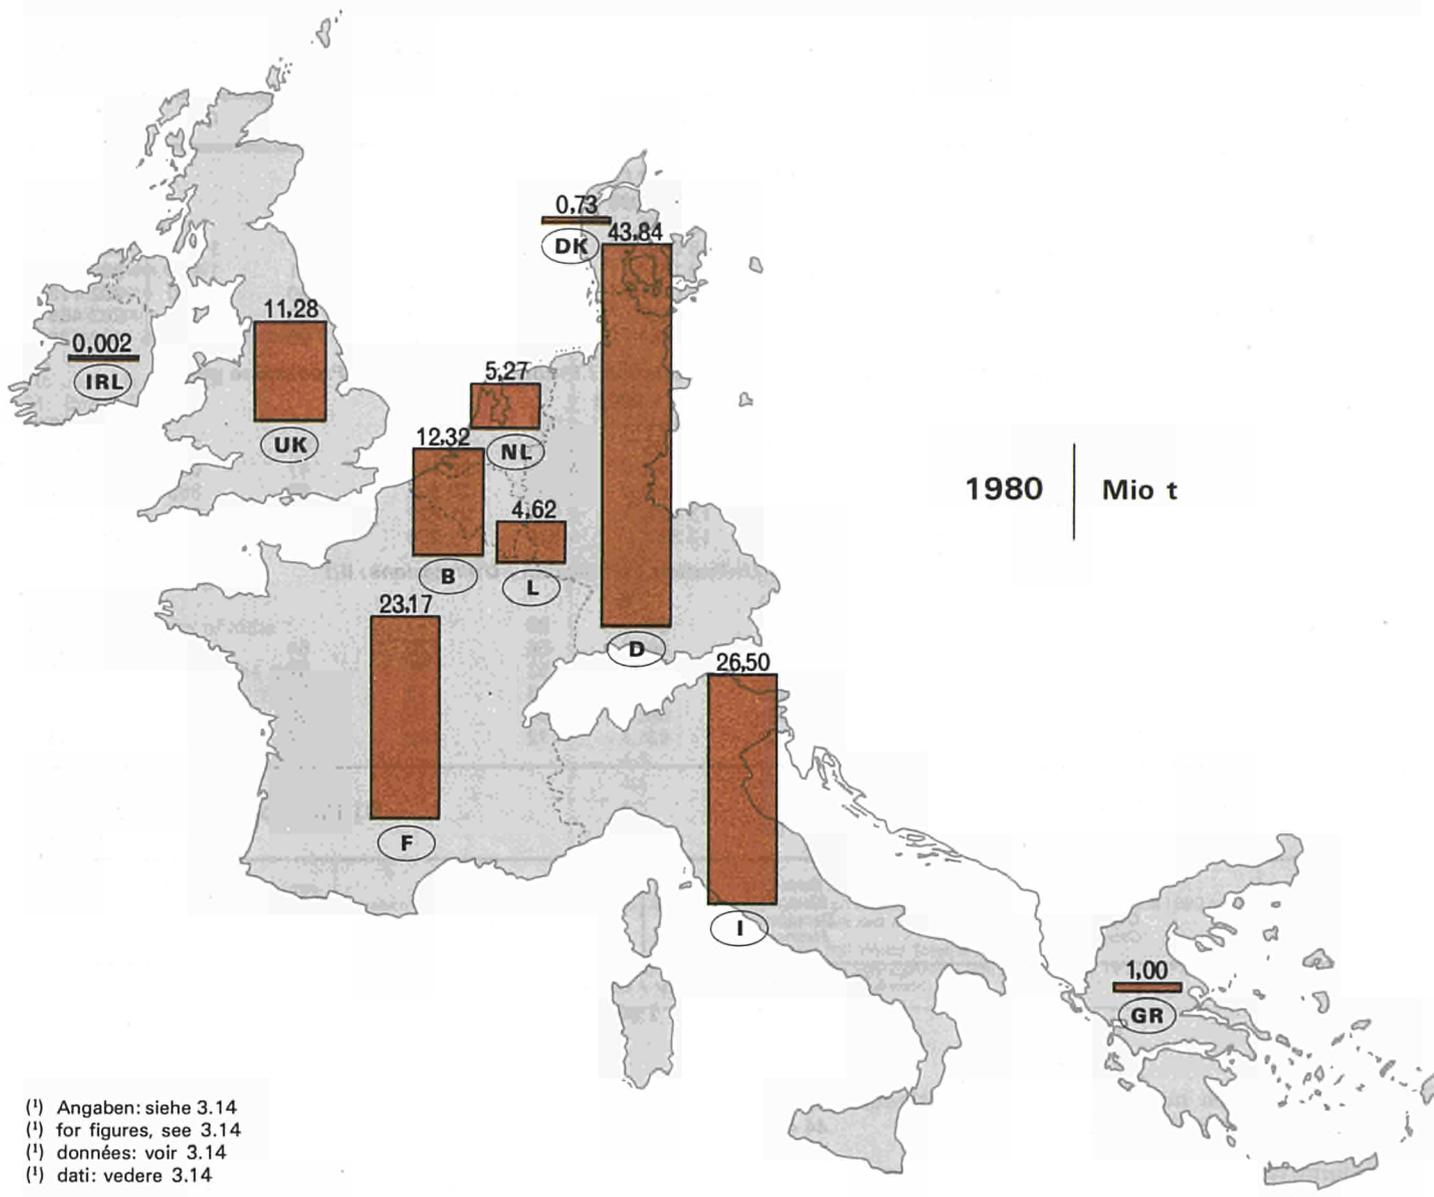 0,73
DK
43,84
11,28
UK
0,002
IRL
5,27
NL
12,32
B
4,62
L
1980 Mio t
23,17
F
D
26,50
I
1,00
GR
(¹) Angaben: siehe 3.14
(¹) for figures, see 3.14
(¹) données: voir 3.14
(¹) dati: vedere 3.14